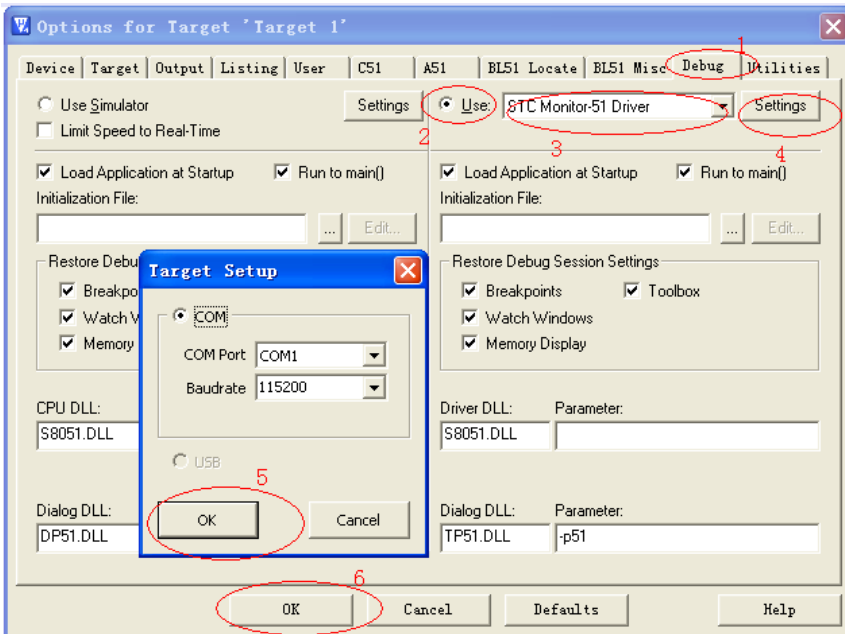 Options for Target 'Target 1'
1
Device Target Output Listing User C51 A51 BL51 Locate BL51 Misc Debug Utilities
Use Simulator Settings Use: STC Monitor-51 Driver Settings
Limit Speed to Real-Time
2 3 4
Load Application at Startup Run to main() Load Application at Startup Run to main()
Initialization File: Initialization File:
... Edit... ... Edit...
Restore Debu Restore Debug Session Settings
Breakpo Breakpoints Toolbox
Watch W Watch Windows
Memory Memory Display
Target Setup
COM
COM Port COM1
Baudrate 115200
USB
5
OK Cancel
CPU DLL: Driver DLL: Parameter:
S8051.DLL S8051.DLL
Dialog DLL: Dialog DLL: Parameter:
DP51.DLL TP51.DLL -p51
6
OK Cancel Defaults Help